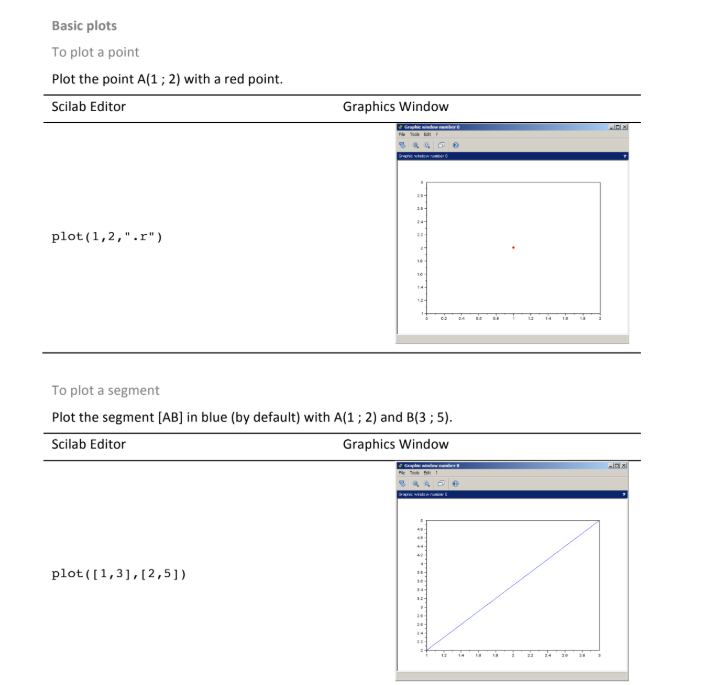 Basic plots
To plot a point
Plot the point A(1 ; 2) with a red point.
Scilab Editor Graphics Window
Graphic window number 0
File Tools Edit ?
Graphic window number 0 ?
3
2.8
2.6
2.4
2.2
2
1.8
1.6
1.4
1.2
1
0 0.2 0.4 0.6 0.8 1 1.2 1.4 1.6 1.8 2
plot(1,2,".r")
To plot a segment
Plot the segment [AB] in blue (by default) with A(1 ; 2) and B(3 ; 5).
Scilab Editor Graphics Window
Graphic window number 0
File Tools Edit ?
Graphic window number 0 ?
5
4.8
4.6
4.4
4.2
4
3.8
3.6
3.4
3.2
3
2.8
2.6
2.4
2.2
2
1 1.2 1.4 1.6 1.8 2 2.2 2.4 2.6 2.8 3
plot([1,3],[2,5])